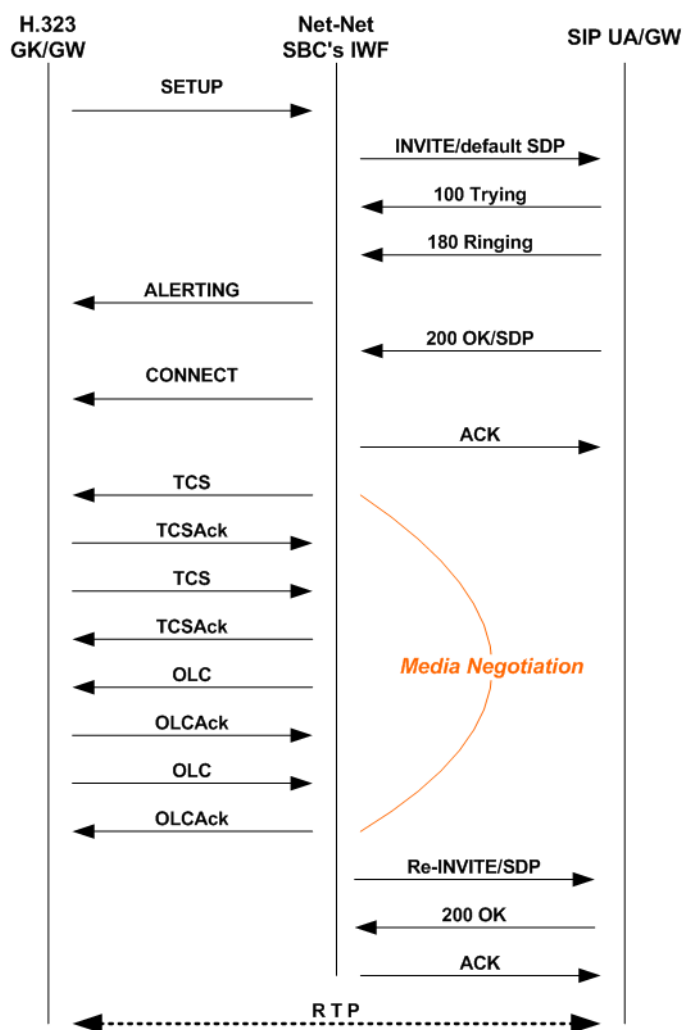 H.323
GK/GW
Net-Net
SBC's IWF
SIP UA/GW
SETUP
INVITE/default SDP
100 Trying
180 Ringing
ALERTING
200 OK/SDP
CONNECT
ACK
TCS
TCSAck
TCS
TCSAck
Media Negotiation
OLC
OLCAck
OLC
OLCAck
Re-INVITE/SDP
200 OK
ACK
R T P